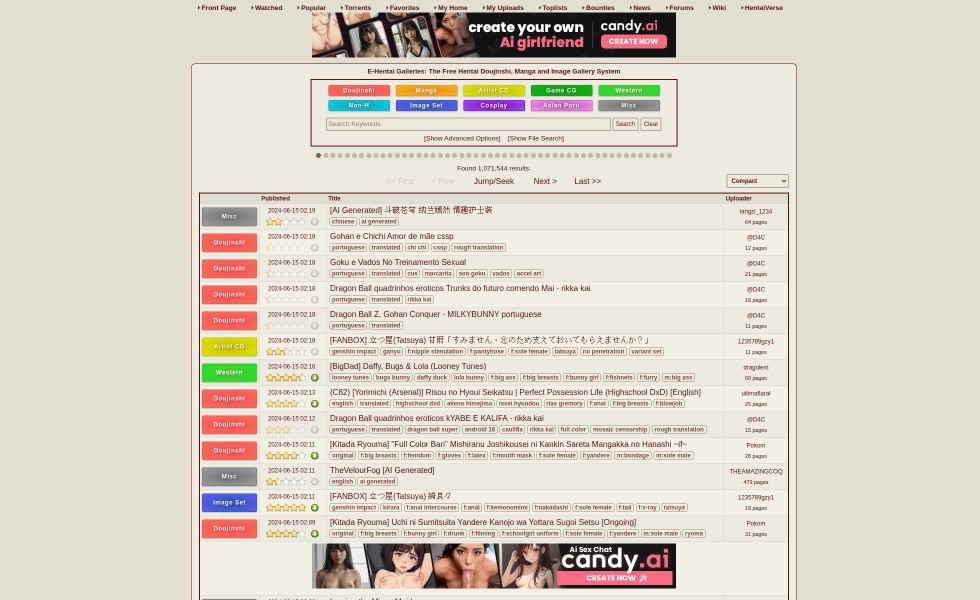 Front Page Watched Popular Torrents Favorites My Home My Uploads Toplists Bounties News Forums Wiki HentaiVerse
create your own candy.ai
Ai girlfriend CREATE NOW
E-Hentai Galleries: The Free Hentai Doujinshi, Manga and Image Gallery System
Doujinshi Manga Artist CG Game CG Western
Non-H Image Set Cosplay Asian Porn Misc
Search Keywords Search Clear
[Show Advanced Options] [Show File Search]
Found 1,071,544 results.
<< First < Prev Jump/Seek Next > Last >> Compact
Published Title Uploader
Misc 2024-06-15 02:19 [AI Generated] 斗破苍穹 纳兰嫣然 情趣护士装 langzi_1234
chinese ai generated 64 pages
Doujinshi 2024-06-15 02:18 Gohan e Chichi Amor de mãe cssp @D4C
portuguese translated chi chi cssp rough translation 12 pages
Doujinshi 2024-06-15 02:18 Goku e Vados No Treinamento Sexual @D4C
portuguese translated cus marcarita son goku vados accel art 21 pages
Doujinshi 2024-06-15 02:18 Dragon Ball quadrinhos eroticos Trunks do futuro comendo Mai - rikka kai @D4C
portuguese translated rikka kai 16 pages
Doujinshi 2024-06-15 02:18 Dragon Ball Z, Gohan Conquer - MILKYBUNNY portuguese @D4C
portuguese translated 11 pages
Artist CG 2024-06-15 02:18 [FANBOX] 立つ屋(Tatsuya) 甘雨「すみません、念のため支えておいてもらえませんか？」 1235789gzy1
genshin impact ganyu f:nipple stimulation f:pantyhose f:sole female tatsuya no penetration variant set 11 pages
Western 2024-06-15 02:16 [BigDad] Daffy, Bugs & Lola (Looney Tunes) dragolem
looney tunes bugs bunny daffy duck lola bunny f:big ass f:big breasts f:bunny girl f:fishnets f:furry m:big ass 60 pages
Doujinshi 2024-06-15 02:13 (C82) [Yorimichi (Arsenal)] Risou no Hyoui Seikatsu | Perfect Possession Life (Highschool DxD) [English] ultimaflaral
english translated highschool dxd akeno himejima issei hyoudou rias gremory f:anal f:big breasts f:blowjob 25 pages
Doujinshi 2024-06-15 02:12 Dragon Ball quadrinhos eroticos kYABE E KALIFA - rikka kai @D4C
portuguese translated dragon ball super android 18 caulifla rikka kai full color mosaic censorship rough translation 15 pages
Doujinshi 2024-06-15 02:11 [Kitada Ryouma] "Full Color Ban" Mishiranu Joshikousei ni Kankin Sareta Mangakka no Hanashi ~if~ Pokom
original f:big breasts f:femdom f:gloves f:latex f:mouth mask f:sole female f:yandere m:bondage m:sole male 28 pages
Misc 2024-06-15 02:11 TheVelourFog [AI Generated] THEAMAZINGCOQ
english ai generated 479 pages
Image Set 2024-06-15 02:11 [FANBOX] 立つ屋(Tatsuya) 綺良々 1235789gzy1
genshin impact kirara f:anal intercourse f:anal f:kemonomimi f:nakadashi f:sole female f:tail f:x-ray tatsuya 19 pages
Doujinshi 2024-06-15 02:09 [Kitada Ryouma] Uchi ni Sumitsuita Yandere Kanojo wa Yottara Sugoi Setsu [Ongoing] Pokom
original f:big breasts f:bunny girl f:drunk f:filming f:schoolgirl uniform f:sole female f:yandere m:sole male ryoma 31 pages
Ai Sex Chat
candy.ai
CREATE NOW